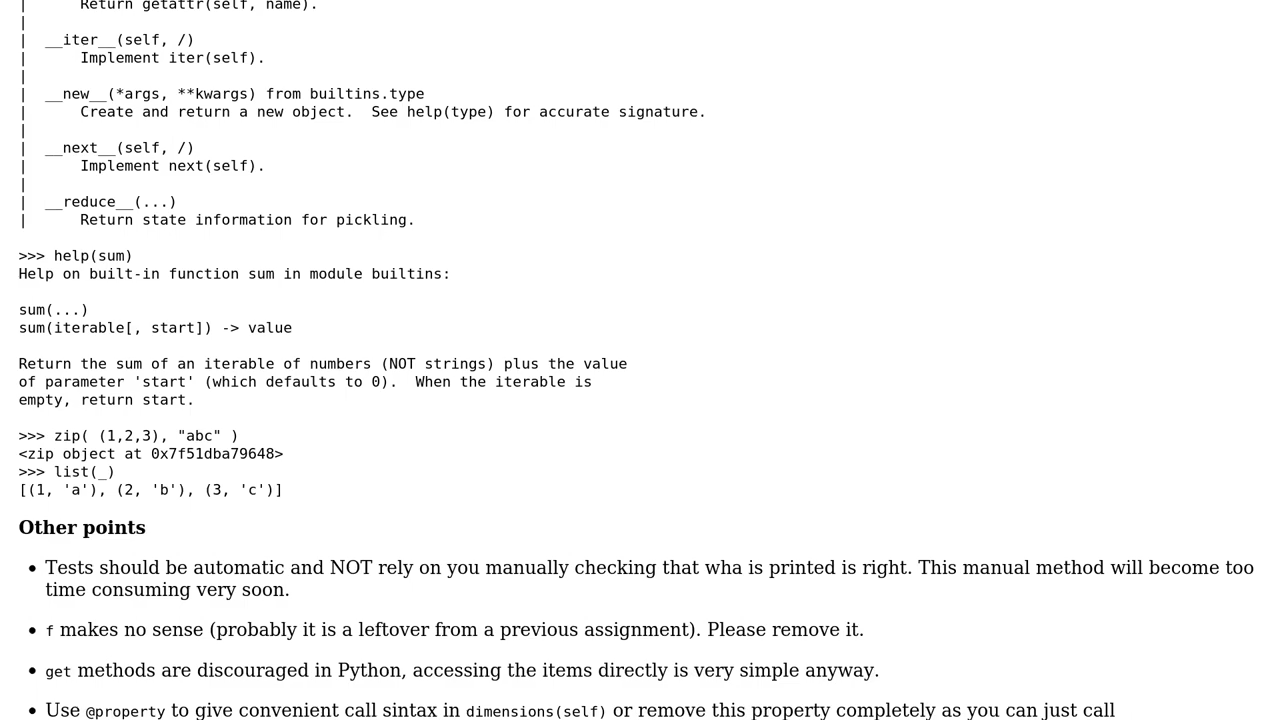 |      Return getattr(self, name).
|
|  __iter__(self, /)
|      Implement iter(self).
|
|  __new__(*args, **kwargs) from builtins.type
|      Create and return a new object.  See help(type) for accurate signature.
|
|  __next__(self, /)
|      Implement next(self).
|
|  __reduce__(...)
|      Return state information for pickling.

>>> help(sum)
Help on built-in function sum in module builtins:

sum(...)
sum(iterable[, start]) -> value

Return the sum of an iterable of numbers (NOT strings) plus the value
of parameter 'start' (which defaults to 0).  When the iterable is
empty, return start.

>>> zip( (1,2,3), "abc" )
<zip object at 0x7f51dba79648>
>>> list(_)
[(1, 'a'), (2, 'b'), (3, 'c')]

Other points
• Tests should be automatic and NOT rely on you manually checking that wha is printed is right. This manual method will become too
time consuming very soon.
• f makes no sense (probably it is a leftover from a previous assignment). Please remove it.
• get methods are discouraged in Python, accessing the items directly is very simple anyway.
• Use @property to give convenient call sintax in dimensions(self) or remove this property completely as you can just call